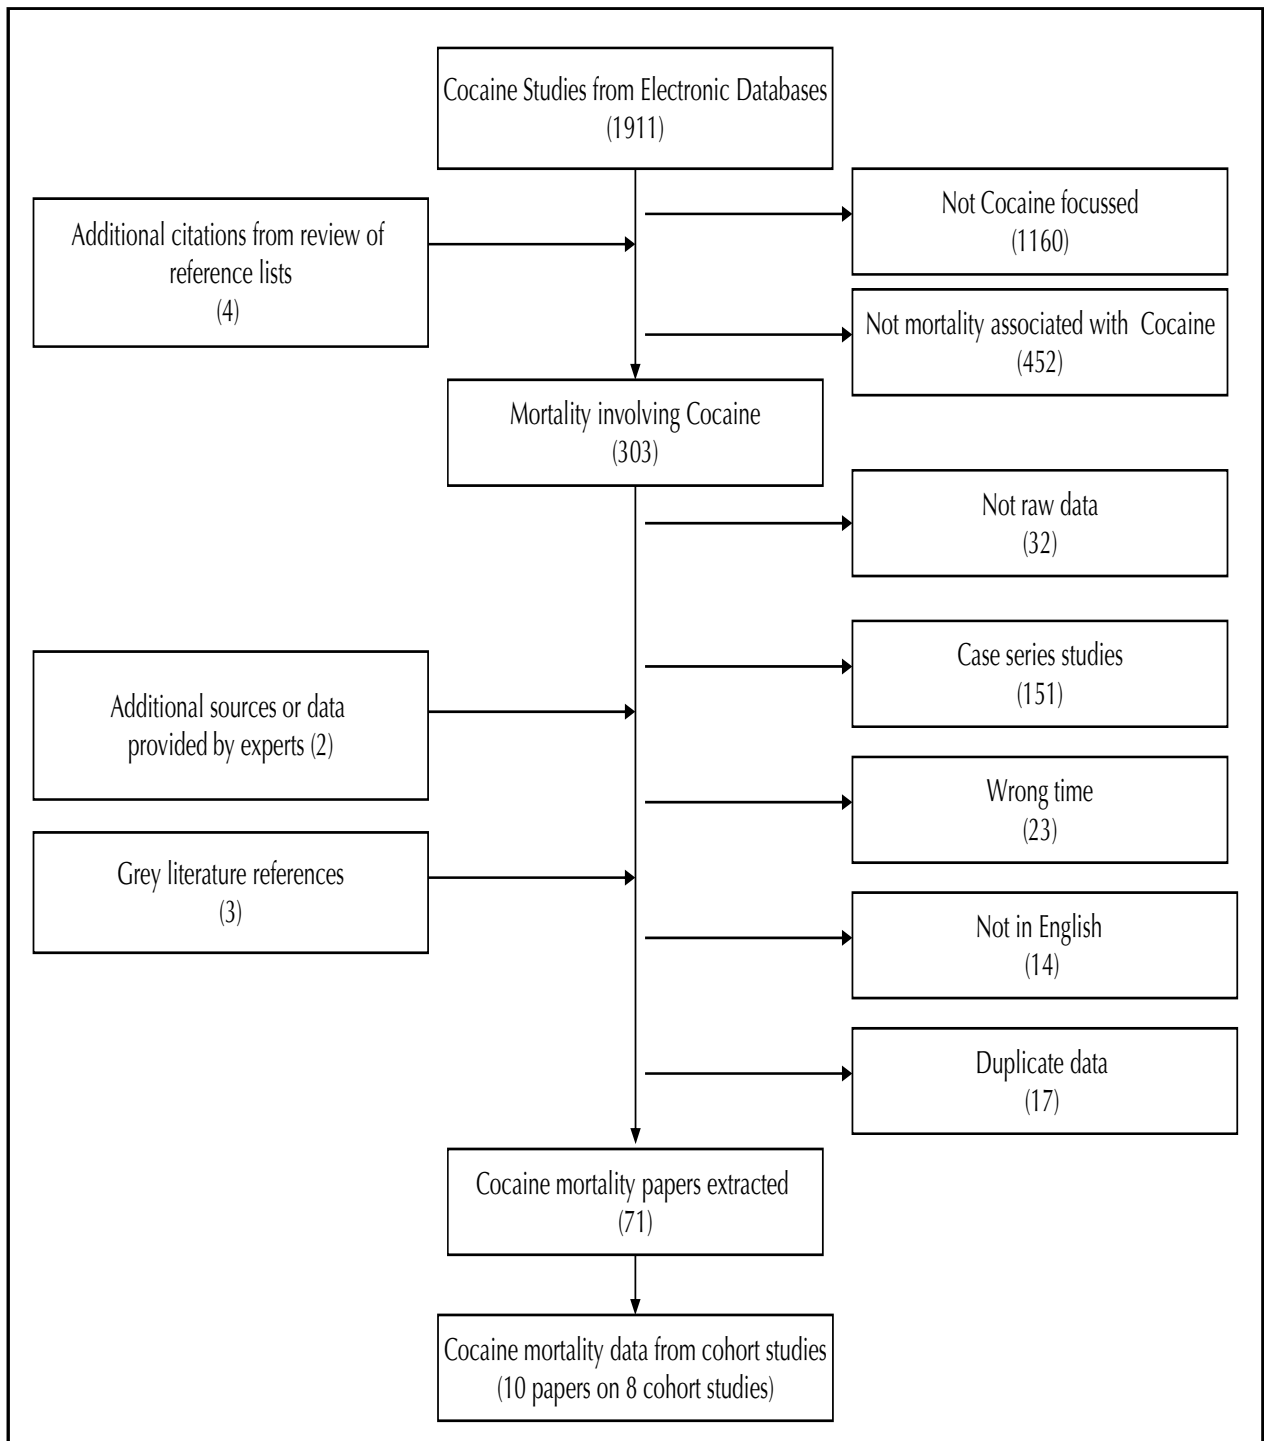 Cocaine Studies from Electronic Databases
(1911)
Not Cocaine focussed
(1160)
Additional citations from review of
reference lists
(4)
Not mortality associated with Cocaine
(452)
Mortality involving Cocaine
(303)
Not raw data
(32)
Case series studies
(151)
Additional sources or data
provided by experts (2)
Wrong time
(23)
Grey literature references
(3)
Not in English
(14)
Duplicate data
(17)
Cocaine mortality papers extracted
(71)
Cocaine mortality data from cohort studies
(10 papers on 8 cohort studies)